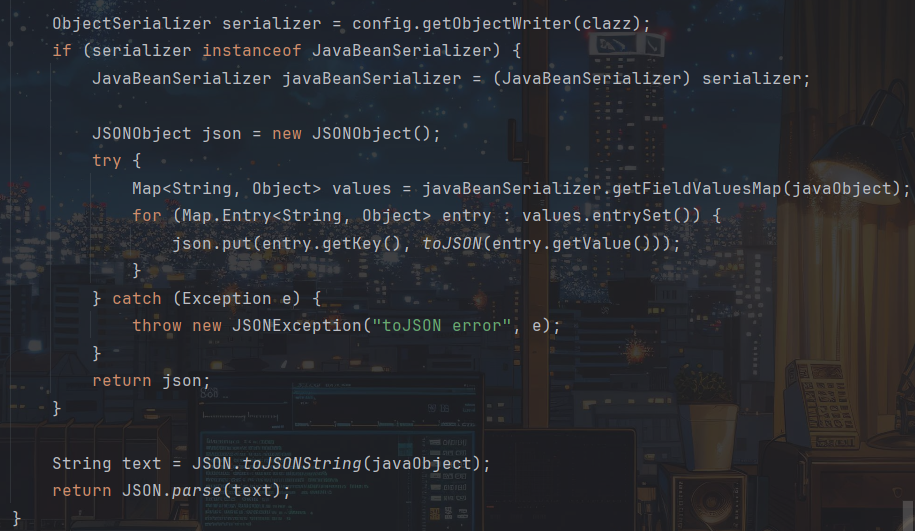 ObjectSerializer serializer = config.getObjectWriter(clazz);
if (serializer instanceof JavaBeanSerializer) {
JavaBeanSerializer javaBeanSerializer = (JavaBeanSerializer) serializer;
JSONObject json = new JSONObject();
try {
Map<String, Object> values = javaBeanSerializer.getFieldValuesMap(javaObject);
for (Map.Entry<String, Object> entry : values.entrySet()) {
json.put(entry.getKey(), toJSON(entry.getValue()));
}
} catch (Exception e) {
throw new JSONException("toJSON error", e);
}
return json;
}
String text = JSON.toJSONString(javaObject);
return JSON.parse(text);
}